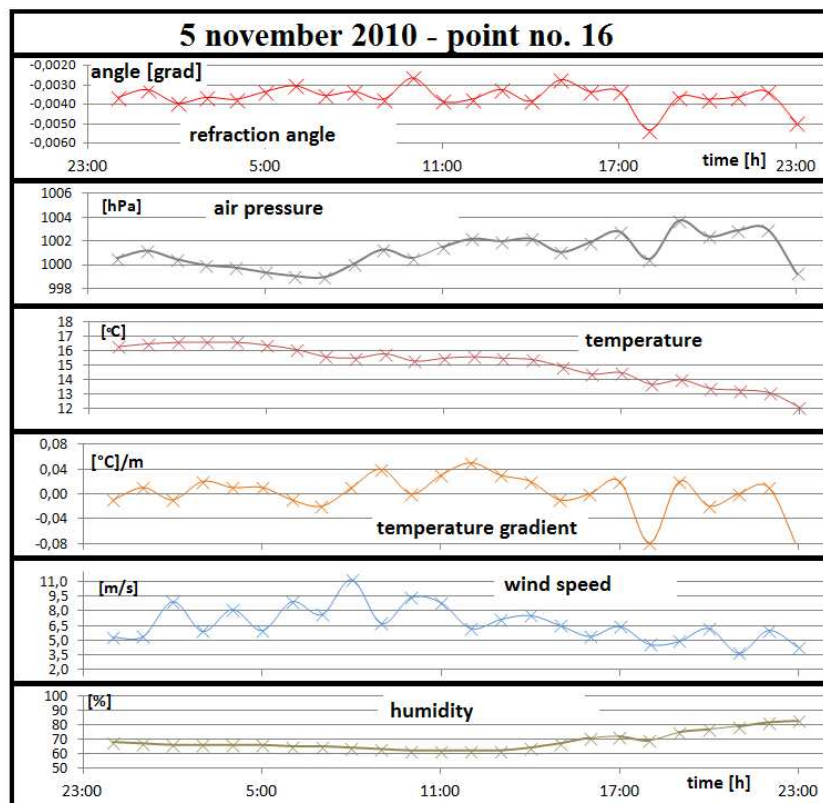 5 november 2010 - point no. 16
angle [grad]
-0,0020
-0,0030
-0,0040
-0,0050
-0,0060
refraction angle
23:00 5:00 11:00 17:00 23:00
time [h]
[hPa]
air pressure
1006
1004
1002
1000
998
[°C]
temperature
18
17
16
15
14
13
12
[°C]/m
0,08
0,04
0,00
-0,04
-0,08
temperature gradient
[m/s]
wind speed
11,0
9,5
8,0
6,5
5,0
3,5
2,0
[%]
humidity
100
90
80
70
60
50
time [h]
23:00 5:00 11:00 17:00 23:00